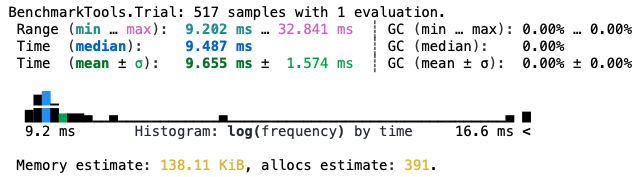 BenchmarkTools.Trial: 517 samples with 1 evaluation.
Range (min … max): 9.202 ms … 32.841 ms ┊ GC (min … max): 0.00% … 0.00%
Time (median): 9.487 ms ┊ GC (median): 0.00%
Time (mean ± σ): 9.655 ms ± 1.574 ms ┊ GC (mean ± σ): 0.00% ± 0.00%
9.2 ms Histogram: log(frequency) by time 16.6 ms <
Memory estimate: 138.11 KiB, allocs estimate: 391.